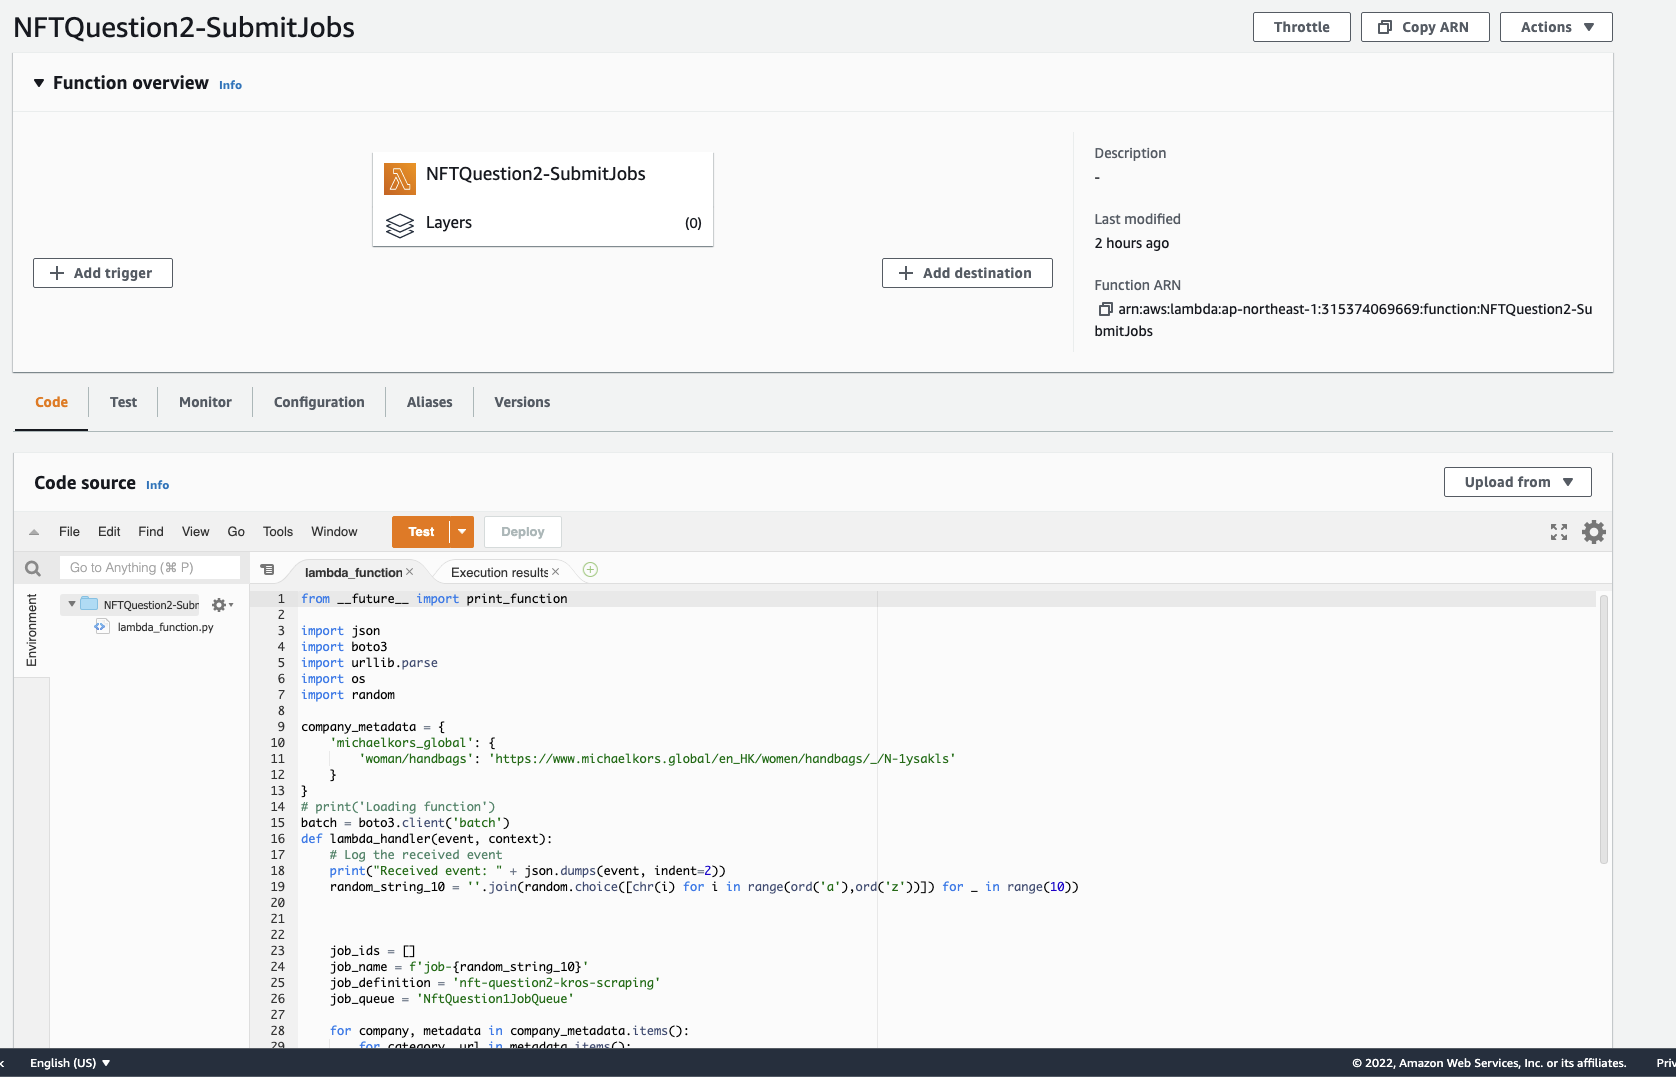 NFTQuestion2-SubmitJobs
Throttle
Copy ARN
Actions
Function overview Info
NFTQuestion2-SubmitJobs
Layers (0)
Add trigger
Add destination
Description
-
Last modified
2 hours ago
Function ARN
arn:aws:lambda:ap-northeast-1:315374069669:function:NFTQuestion2-Su
bmitJobs
Code Test Monitor Configuration Aliases Versions
Code source Info
Upload from
File Edit Find View Go Tools Window Test Deploy
Go to Anything (⌘ P)
lambda_function Execution results
Environment
NFTQuestion2-Subr
lambda_function.py
1 from __future__ import print_function
2
3 import json
4 import boto3
5 import urllib.parse
6 import os
7 import random
8
9 company_metadata = {
10 'michaelkors_global': {
11 'woman/handbags': 'https://www.michaelkors.global/en_HK/women/handbags/_/N-1ysakls'
12 }
13 }
14 # print('Loading function')
15 batch = boto3.client('batch')
16 def lambda_handler(event, context):
17 # Log the received event
18 print("Received event: " + json.dumps(event, indent=2))
19 random_string_10 = ''.join(random.choice([chr(i) for i in range(ord('a'),ord('z'))]) for _ in range(10))
20
21
22
23 job_ids = []
24 job_name = f'job-{random_string_10}'
25 job_definition = 'nft-question2-kros-scraping'
26 job_queue = 'NftQuestion1JobQueue'
27
28 for company, metadata in company_metadata.items():
29 for category, url in metadata.items():
English (US)
© 2022, Amazon Web Services, Inc. or its affiliates.
Priv